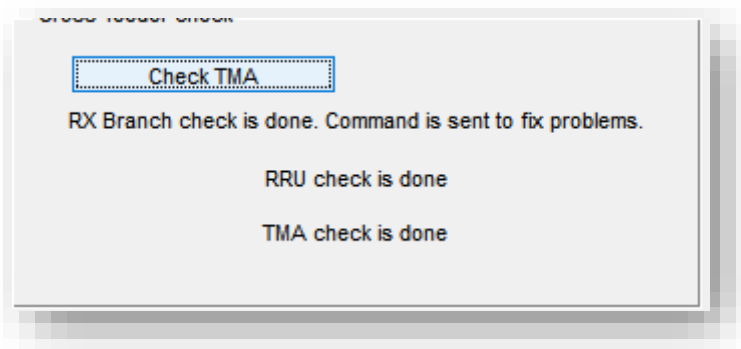 Check TMA
RX Branch check is done. Command is sent to fix problems.
RRU check is done
TMA check is done